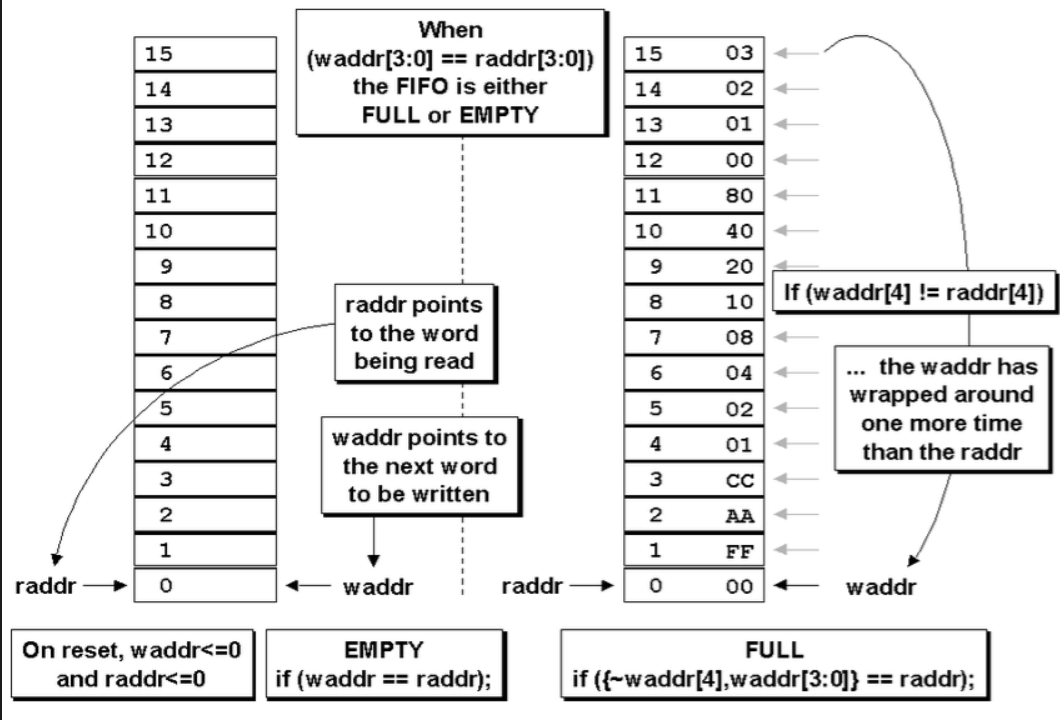 When
(waddr[3:0] == raddr[3:0])
the FIFO is either
FULL or EMPTY
15
14
13
12
11
10
9
8
7
6
5
4
3
2
1
0
raddr points
to the word
being read
waddr points to
the next word
to be written
raddr
waddr
15 03
14 02
13 01
12 00
11 80
10 40
9 20
8 10
7 08
6 04
5 02
4 01
3 CC
2 AA
1 FF
0 00
raddr
waddr
If (waddr[4] != raddr[4])
... the waddr has
wrapped around
one more time
than the raddr
On reset, waddr<=0
and raddr<=0
EMPTY
if (waddr == raddr);
FULL
if ({~waddr[4],waddr[3:0]} == raddr);